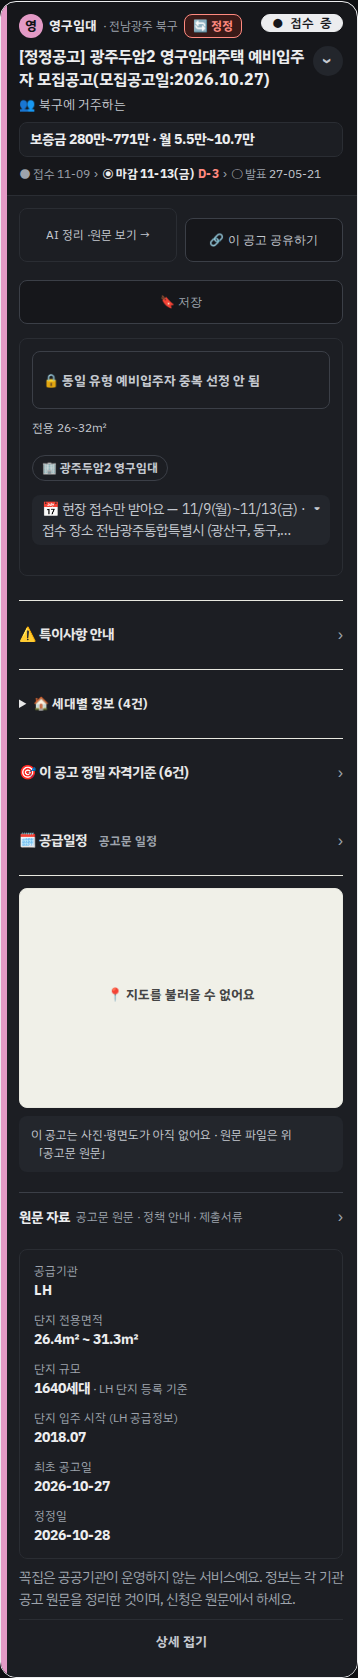 영 영구임대 · 전남광주 북구 🔄 정정 ● 접수 중
[정정공고] 광주두암2 영구임대주택 예비입주
자 모집공고(모집공고일:2026.10.27)
👥 북구에 거주하는
보증금 280만~771만 · 월 5.5만~10.7만
접수 11-09 › 마감 11-13(금) D-3 › 발표 27-05-21
AI 정리 ·원문 보기 →
🔗 이 공고 공유하기
🔖 저장
🔒 동일 유형 예비입주자 중복 선정 안 됨
전용 26~32m²
🏢 광주두암2 영구임대
📅 현장 접수만 받아요 — 11/9(월)~11/13(금) ·
접수 장소 전남광주통합특별시 (광산구, 동구,...
⚠️ 특이사항 안내 ›
▶ 🏠 세대별 정보 (4건)
🎯 이 공고 정밀 자격기준 (6건) ›
🗓️ 공급일정 공고문 일정 ›
📍 지도를 불러올 수 없어요
이 공고는 사진·평면도가 아직 없어요 · 원문 파일은 위
「공고문 원문」
원문 자료 공고문 원문 · 정책 안내 · 제출서류 ›
공급기관
LH
단지 전용면적
26.4m² ~ 31.3m²
단지 규모
1640세대 · LH 단지 등록 기준
단지 입주 시작 (LH 공급정보)
2018.07
최초 공고일
2026-10-27
정정일
2026-10-28
꼭집은 공공기관이 운영하지 않는 서비스예요. 정보는 각 기관
공고 원문을 정리한 것이며, 신청은 원문에서 하세요.
상세 접기